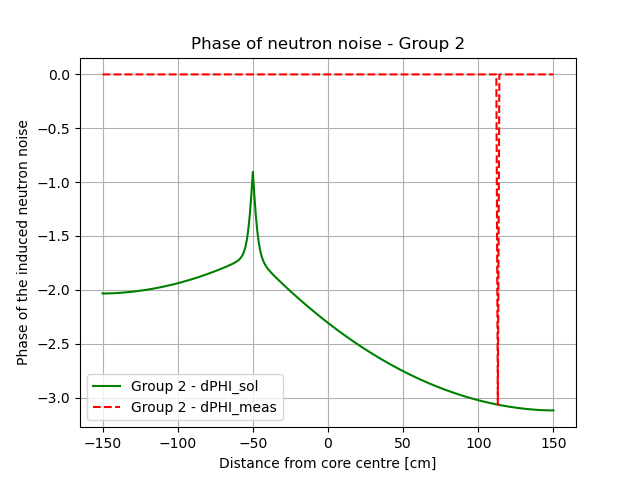 Phase of neutron noise - Group 2
Phase of the induced neutron noise
0.0
−0.5
−1.0
−1.5
−2.0
−2.5
−3.0
Group 2 - dPHI_sol
Group 2 - dPHI_meas
−150
−100
−50
0
50
100
150
Distance from core centre [cm]